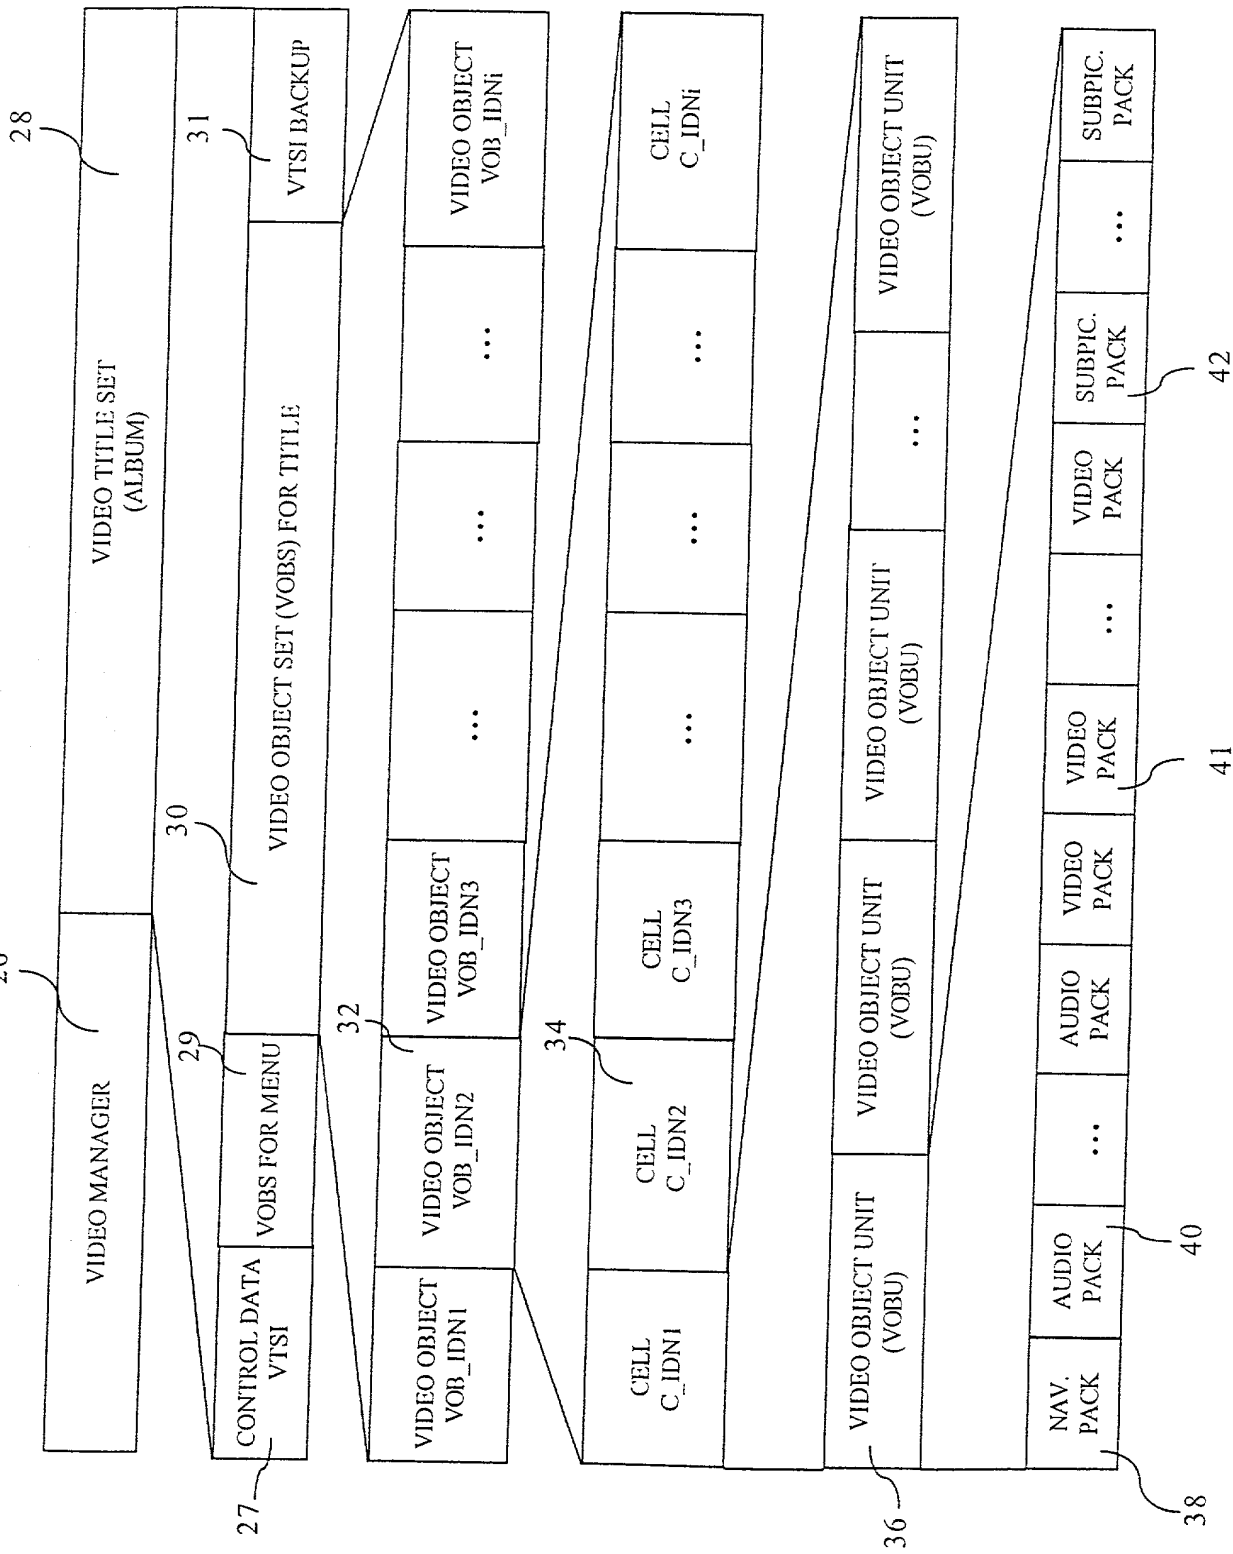 28
VIDEO MANAGER
VIDEO TITLE SET
(ALBUM)
29
30
31
CONTROL DATA
VTSI
VOBS FOR MENU
VIDEO OBJECT SET (VOBS) FOR TITLE
VTSI BACKUP
27
32
VIDEO OBJECT
VOB_IDN1
VIDEO OBJECT
VOB_IDN2
VIDEO OBJECT
VOB_IDN3
...
...
...
VIDEO OBJECT
VOB_IDNi
34
CELL
C_IDN1
CELL
C_IDN2
CELL
C_IDN3
...
...
...
CELL
C_IDNi
VIDEO OBJECT UNIT
(VOBU)
VIDEO OBJECT UNIT
(VOBU)
VIDEO OBJECT UNIT
(VOBU)
...
VIDEO OBJECT UNIT
(VOBU)
36
NAV.
PACK
AUDIO
PACK
...
AUDIO
PACK
VIDEO
PACK
VIDEO
PACK
...
VIDEO
PACK
SUBPIC.
PACK
...
SUBPIC.
PACK
38
40
41
42